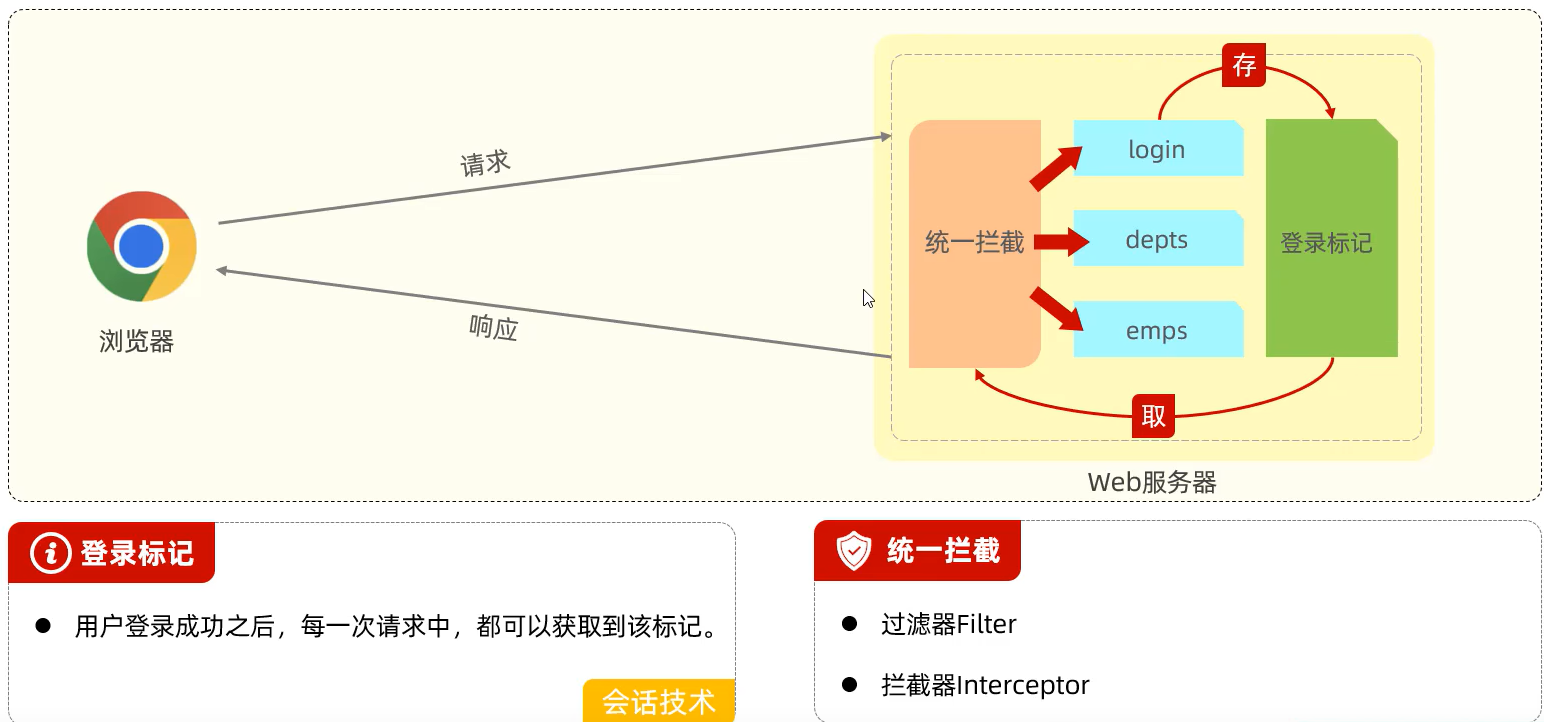 存
请求
login
统一拦截
depts
登录标记
浏览器
响应
emps
取
Web服务器
登录标记
用户登录成功之后，每一次请求中，都可以获取到该标记。
会话技术
统一拦截
过滤器Filter
拦截器Interceptor